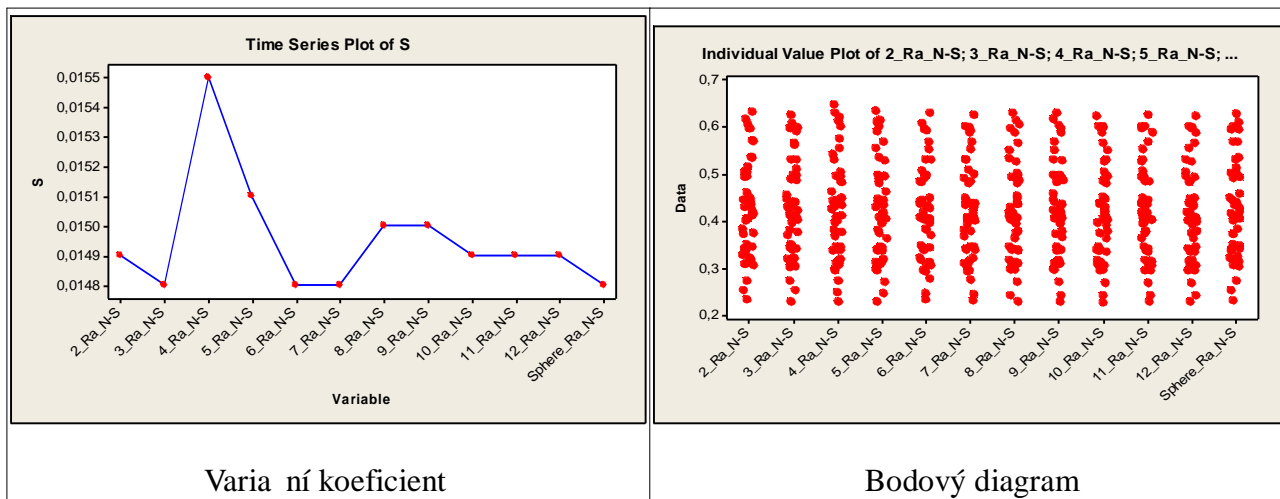 Time Series Plot of S
0,0155
0,0154
0,0153
0,0152
0,0151
0,0150
0,0149
0,0148
S
2_Ra_N-S
3_Ra_N-S
4_Ra_N-S
5_Ra_N-S
6_Ra_N-S
7_Ra_N-S
8_Ra_N-S
9_Ra_N-S
10_Ra_N-S
11_Ra_N-S
12_Ra_N-S
Sphere_Ra_N-S
Variable
Varia ní koeficient
Individual Value Plot of 2_Ra_N-S; 3_Ra_N-S; 4_Ra_N-S; 5_Ra_N-S; ...
0,7
0,6
0,5
0,4
0,3
0,2
Data
2_Ra_N-S
3_Ra_N-S
4_Ra_N-S
5_Ra_N-S
6_Ra_N-S
7_Ra_N-S
8_Ra_N-S
9_Ra_N-S
10_Ra_N-S
11_Ra_N-S
12_Ra_N-S
Sphere_Ra_N-S
Bodový diagram